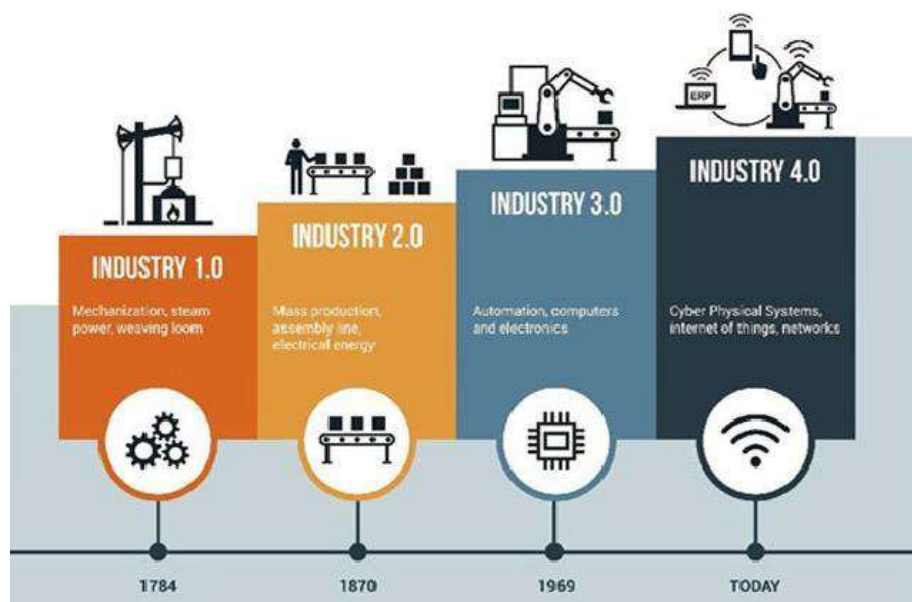 ERP
INDUSTRY 1.0
Mechanization, steam
power, weaving loom
INDUSTRY 2.0
Mass production,
assembly line,
electrical energy
INDUSTRY 3.0
Automation, computers
and electronics
INDUSTRY 4.0
Cyber Physical Systems,
internet of things, networks
1784
1870
1969
TODAY